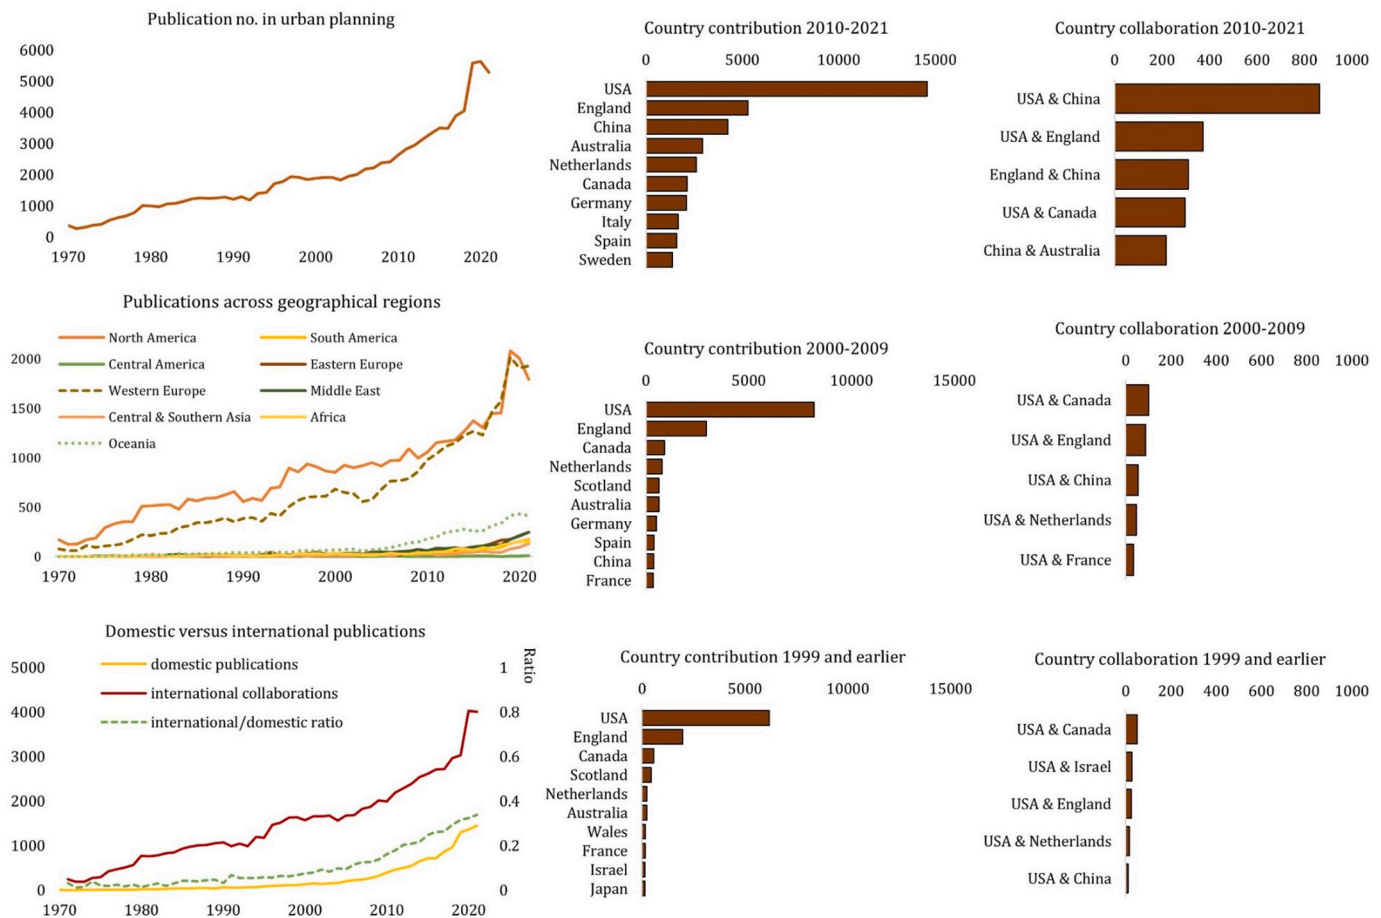 Publication no. in urban planning
6000
5000
4000
3000
2000
1000
0
1970 1980 1990 2000 2010 2020
Publications across geographical regions
North America
South America
Central America
Eastern Europe
Western Europe
Middle East
Central & Southern Asia
Africa
Oceania
2000
1500
1000
500
0
1970 1980 1990 2000 2010 2020
Domestic versus international publications
domestic publications
international collaborations
international/domestic ratio
5000
4000
3000
2000
1000
0
Ratio
1
0.8
0.6
0.4
0.2
0
1970 1980 1990 2000 2010 2020
Country contribution 2010-2021
0 5000 10000 15000
USA
England
China
Australia
Netherlands
Canada
Germany
Italy
Spain
Sweden
Country contribution 2000-2009
0 5000 10000 15000
USA
England
Canada
Netherlands
Scotland
Australia
Germany
Spain
China
France
Country contribution 1999 and earlier
0 5000 10000 15000
USA
England
Canada
Scotland
Netherlands
Australia
Wales
France
Israel
Japan
Country collaboration 2010-2021
0 200 400 600 800 1000
USA & China
USA & England
England & China
USA & Canada
China & Australia
Country collaboration 2000-2009
0 200 400 600 800 1000
USA & Canada
USA & England
USA & China
USA & Netherlands
USA & France
Country collaboration 1999 and earlier
0 200 400 600 800 1000
USA & Canada
USA & Israel
USA & England
USA & Netherlands
USA & China